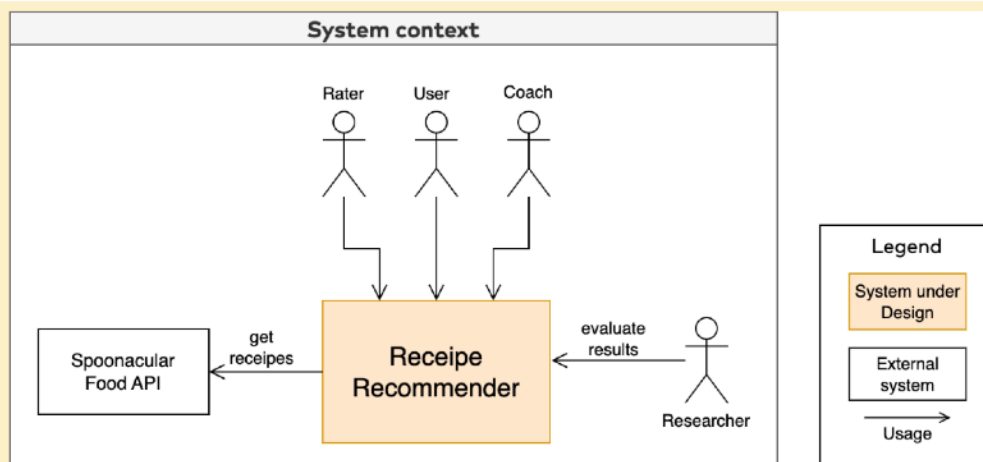 System context
Rater
User
Coach
Spoonacular
Food API
get
receipes
Receipe
Recommender
evaluate
results
Researcher
Legend
System under
Design
External
system
Usage